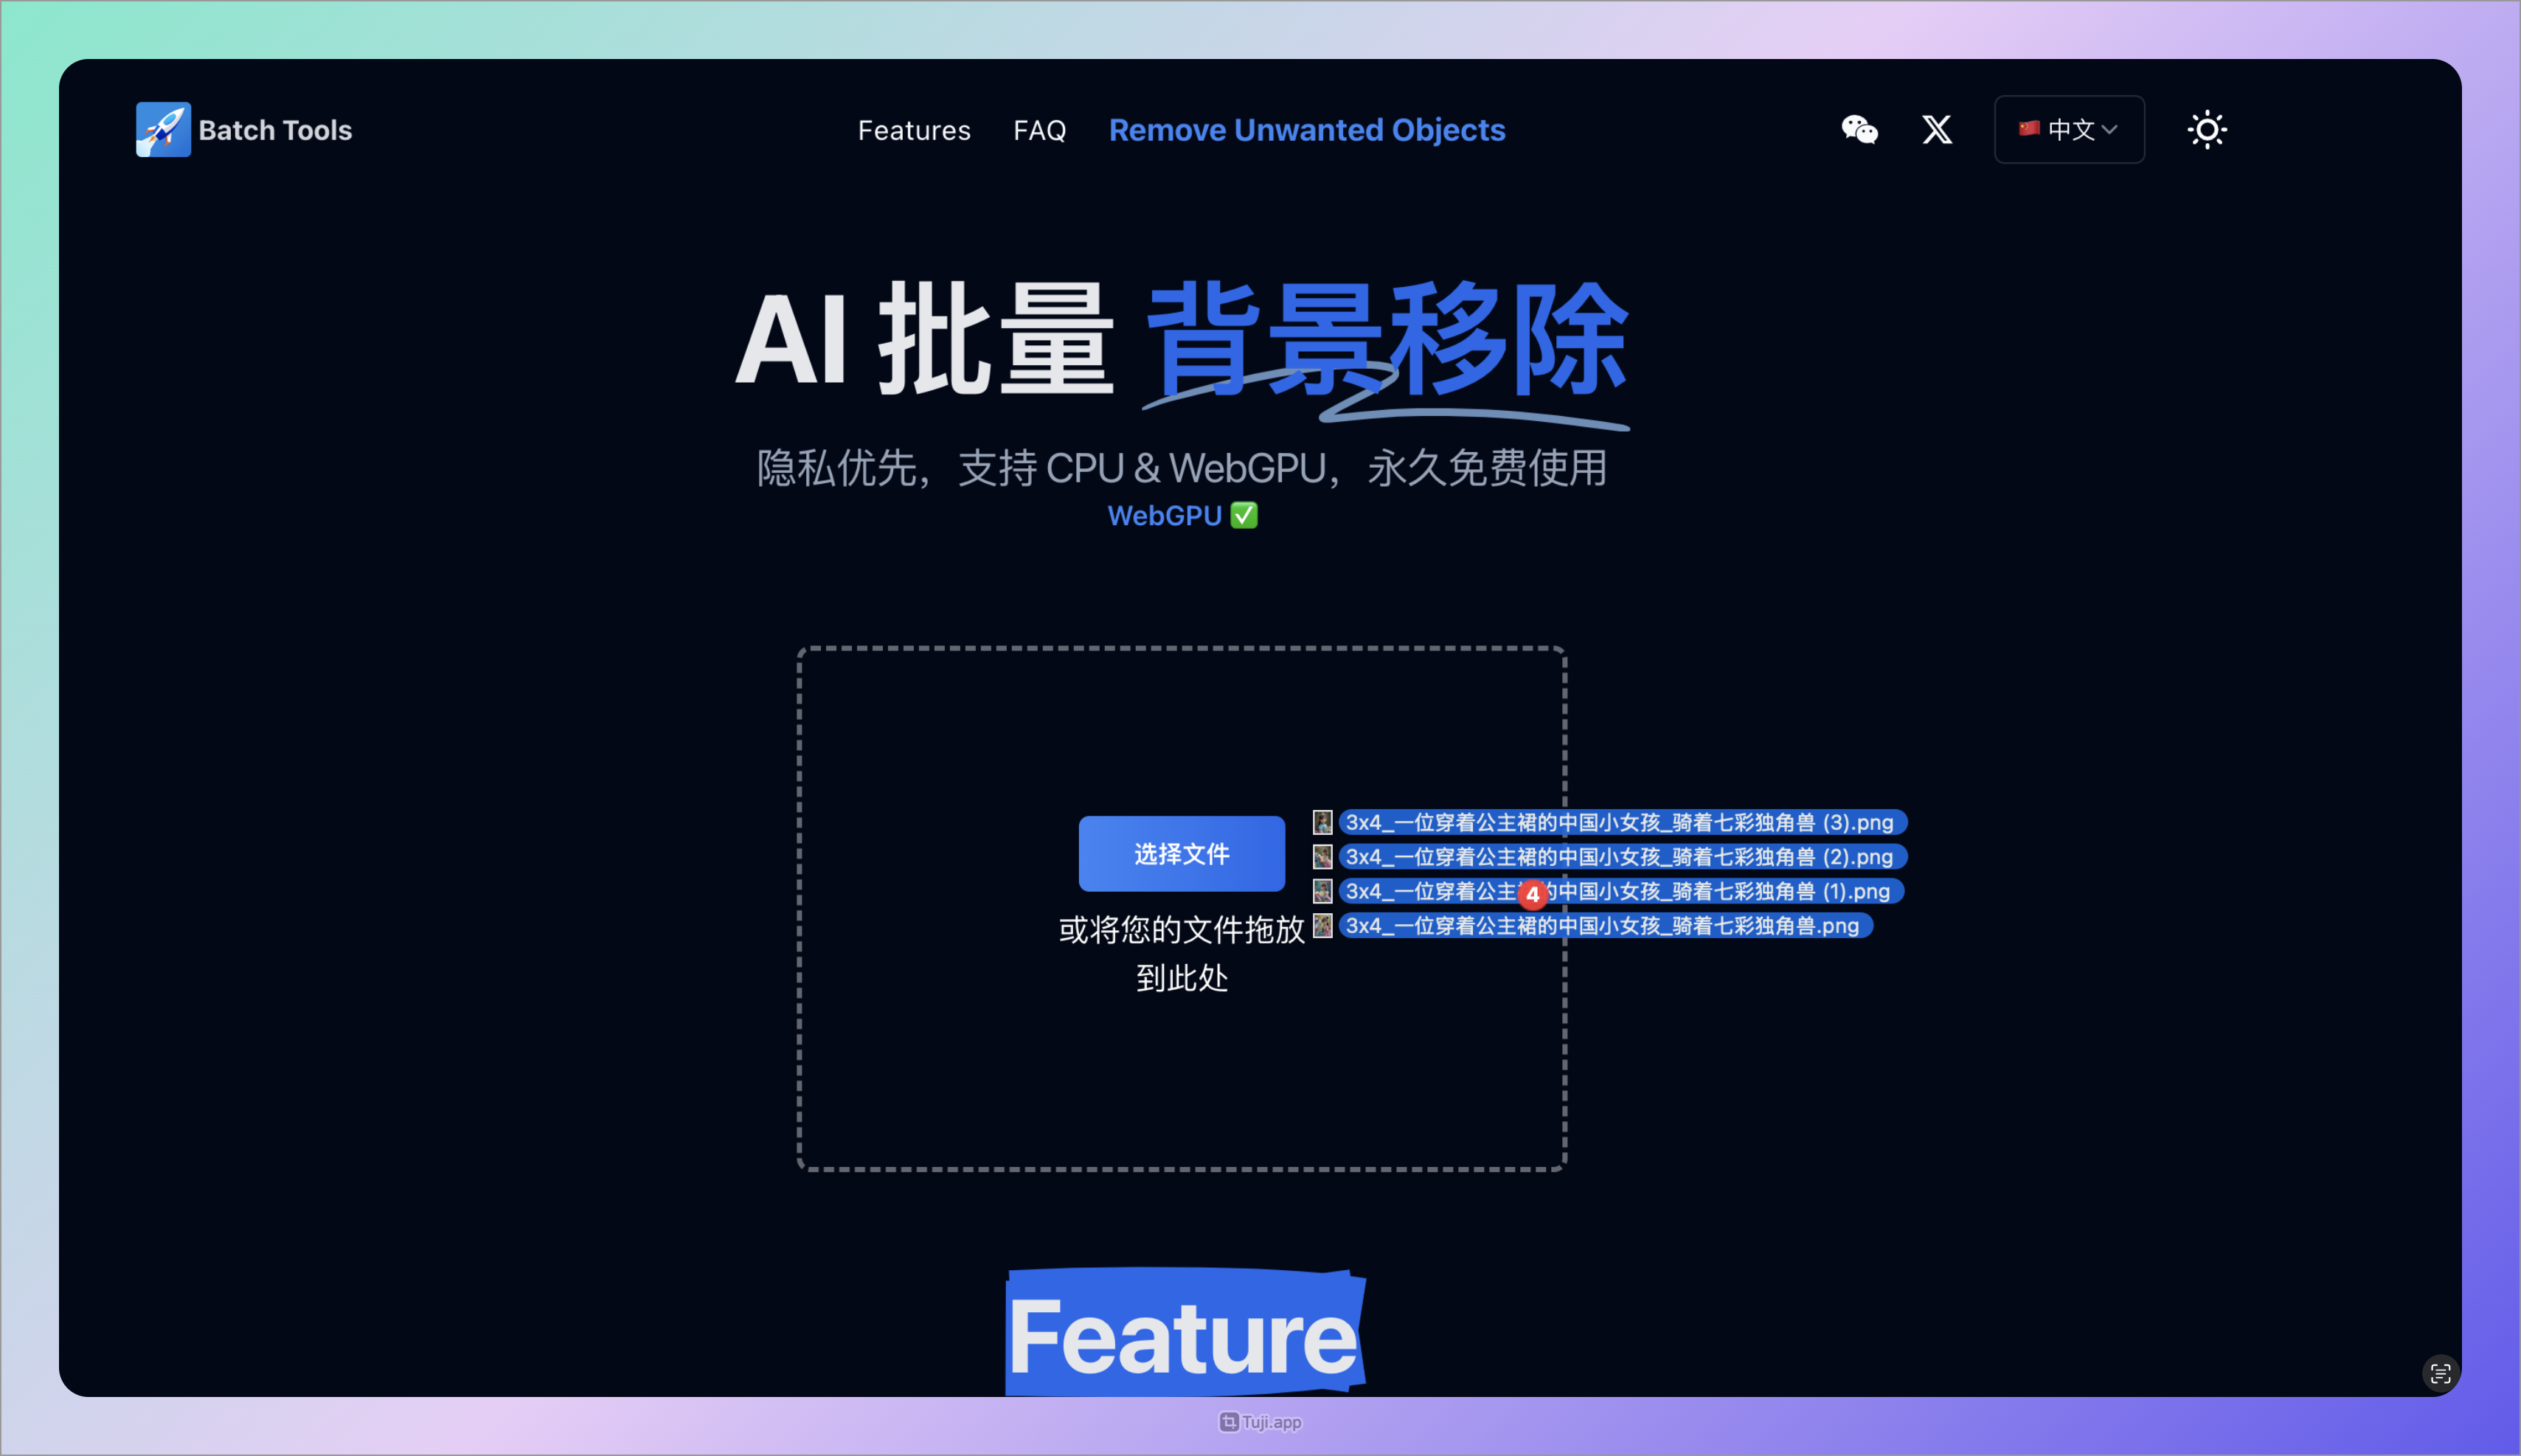 Batch Tools
Features
FAQ
Remove Unwanted Objects
中文
AI 批量 背景移除
隐私优先，支持 CPU & WebGPU，永久免费使用
WebGPU ✅
选择文件
或将您的文件拖放
到此处
3x4_一位穿着公主裙的中国小女孩_骑着七彩独角兽 (3).png
3x4_一位穿着公主裙的中国小女孩_骑着七彩独角兽 (2).png
3x4_一位穿着公主裙的中国小女孩_骑着七彩独角兽 (1).png
4
3x4_一位穿着公主裙的中国小女孩_骑着七彩独角兽.png
Feature
Tuji.app